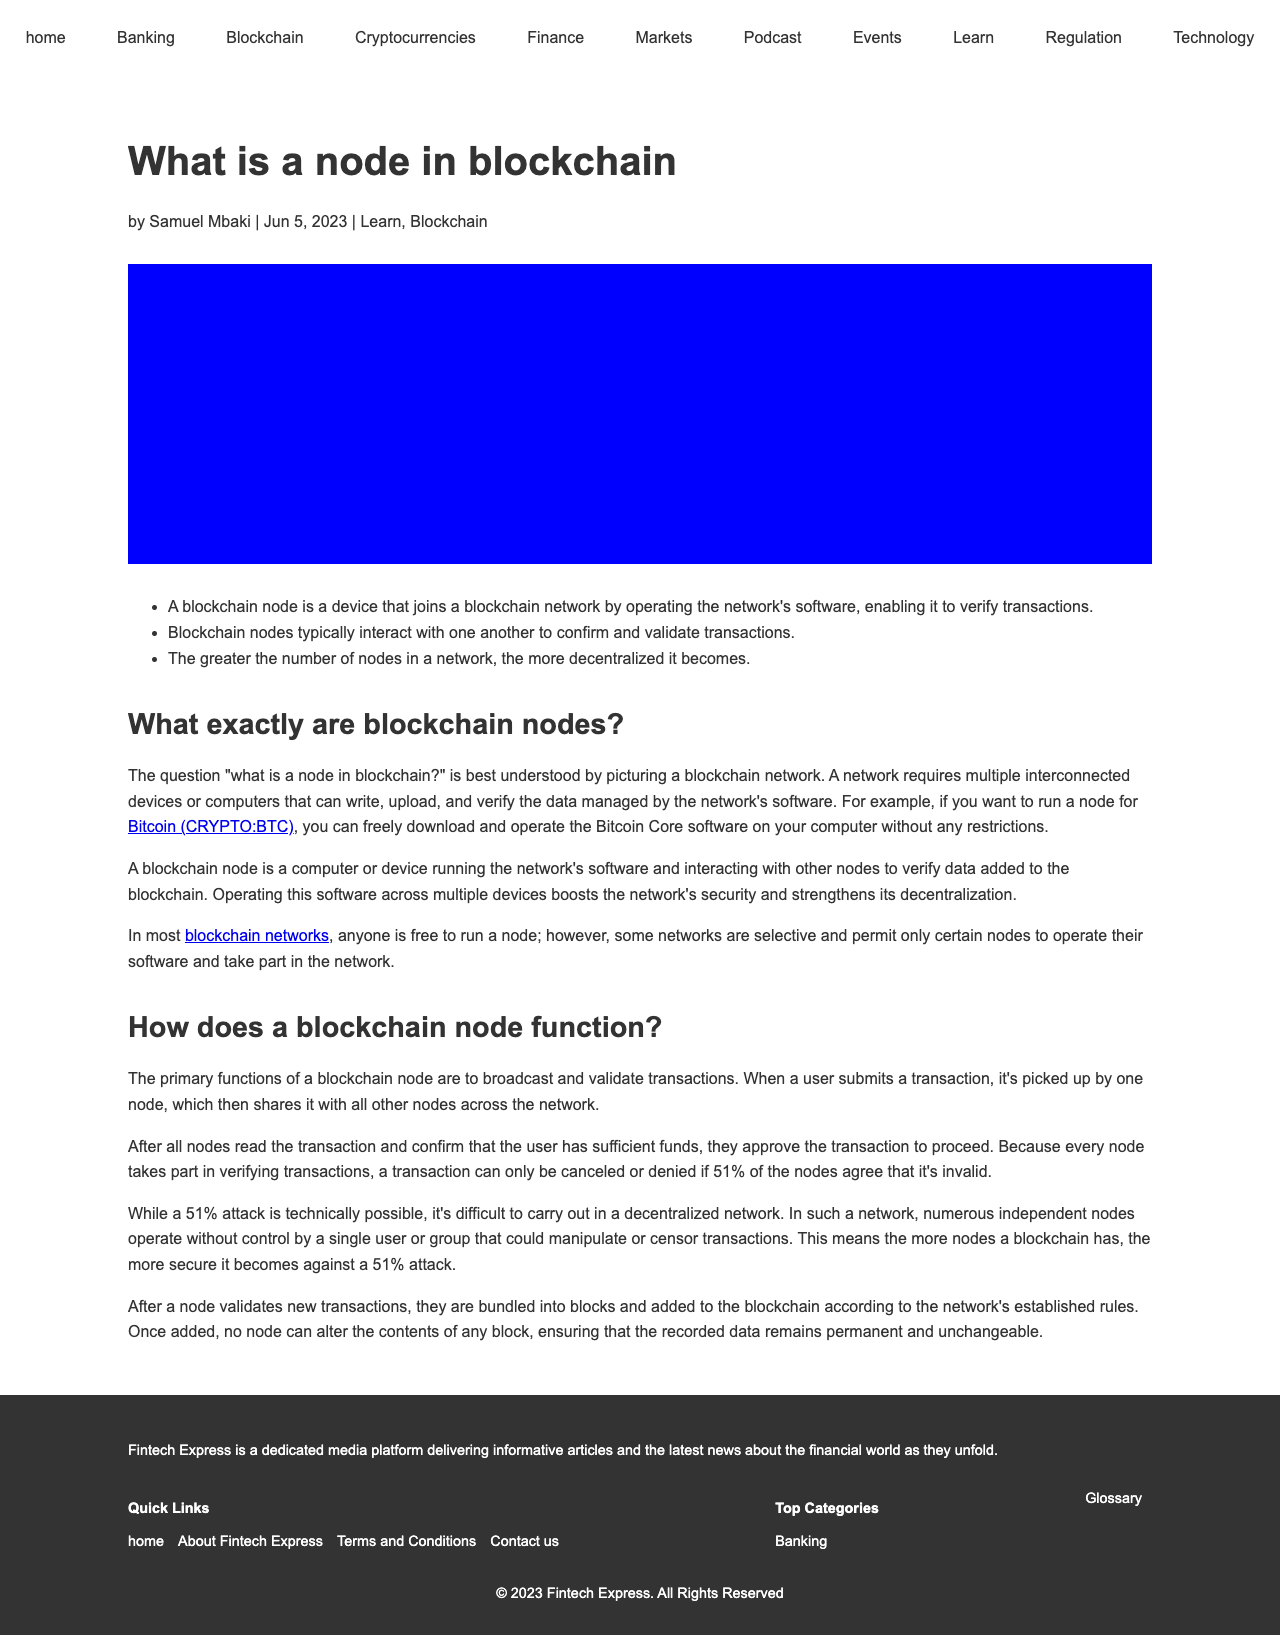 home Banking Blockchain Cryptocurrencies Finance Markets Podcast Events Learn Regulation Technology
What is a node in blockchain
by Samuel Mbaki | Jun 5, 2023 | Learn, Blockchain
• A blockchain node is a device that joins a blockchain network by operating the network's software, enabling it to verify transactions.
• Blockchain nodes typically interact with one another to confirm and validate transactions.
• The greater the number of nodes in a network, the more decentralized it becomes.
What exactly are blockchain nodes?
The question "what is a node in blockchain?" is best understood by picturing a blockchain network. A network requires multiple interconnected
devices or computers that can write, upload, and verify the data managed by the network's software. For example, if you want to run a node for
Bitcoin (CRYPTO:BTC), you can freely download and operate the Bitcoin Core software on your computer without any restrictions.
A blockchain node is a computer or device running the network's software and interacting with other nodes to verify data added to the
blockchain. Operating this software across multiple devices boosts the network's security and strengthens its decentralization.
In most blockchain networks, anyone is free to run a node; however, some networks are selective and permit only certain nodes to operate their
software and take part in the network.
How does a blockchain node function?
The primary functions of a blockchain node are to broadcast and validate transactions. When a user submits a transaction, it's picked up by one
node, which then shares it with all other nodes across the network.
After all nodes read the transaction and confirm that the user has sufficient funds, they approve the transaction to proceed. Because every node
takes part in verifying transactions, a transaction can only be canceled or denied if 51% of the nodes agree that it's invalid.
While a 51% attack is technically possible, it's difficult to carry out in a decentralized network. In such a network, numerous independent nodes
operate without control by a single user or group that could manipulate or censor transactions. This means the more nodes a blockchain has, the
more secure it becomes against a 51% attack.
After a node validates new transactions, they are bundled into blocks and added to the blockchain according to the network's established rules.
Once added, no node can alter the contents of any block, ensuring that the recorded data remains permanent and unchangeable.
Fintech Express is a dedicated media platform delivering informative articles and the latest news about the financial world as they unfold.
Quick Links
home About Fintech Express Terms and Conditions Contact us
Top Categories
Banking
Glossary
© 2023 Fintech Express. All Rights Reserved